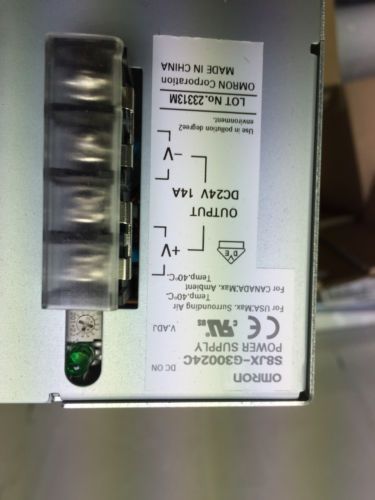 OMRON
S8JX-G30024C
POWER SUPPLY
DC ON
V.ADJ
For USA:Max. Surrounding Air
Temp.40°C.
For CANADA:Max. Ambient
Temp.40°C.
+V
OUTPUT
DC24V 14A
-V
Use in pollution degree2
environment.
LOT No.23313M
OMRON Corporation
MADE IN CHINA